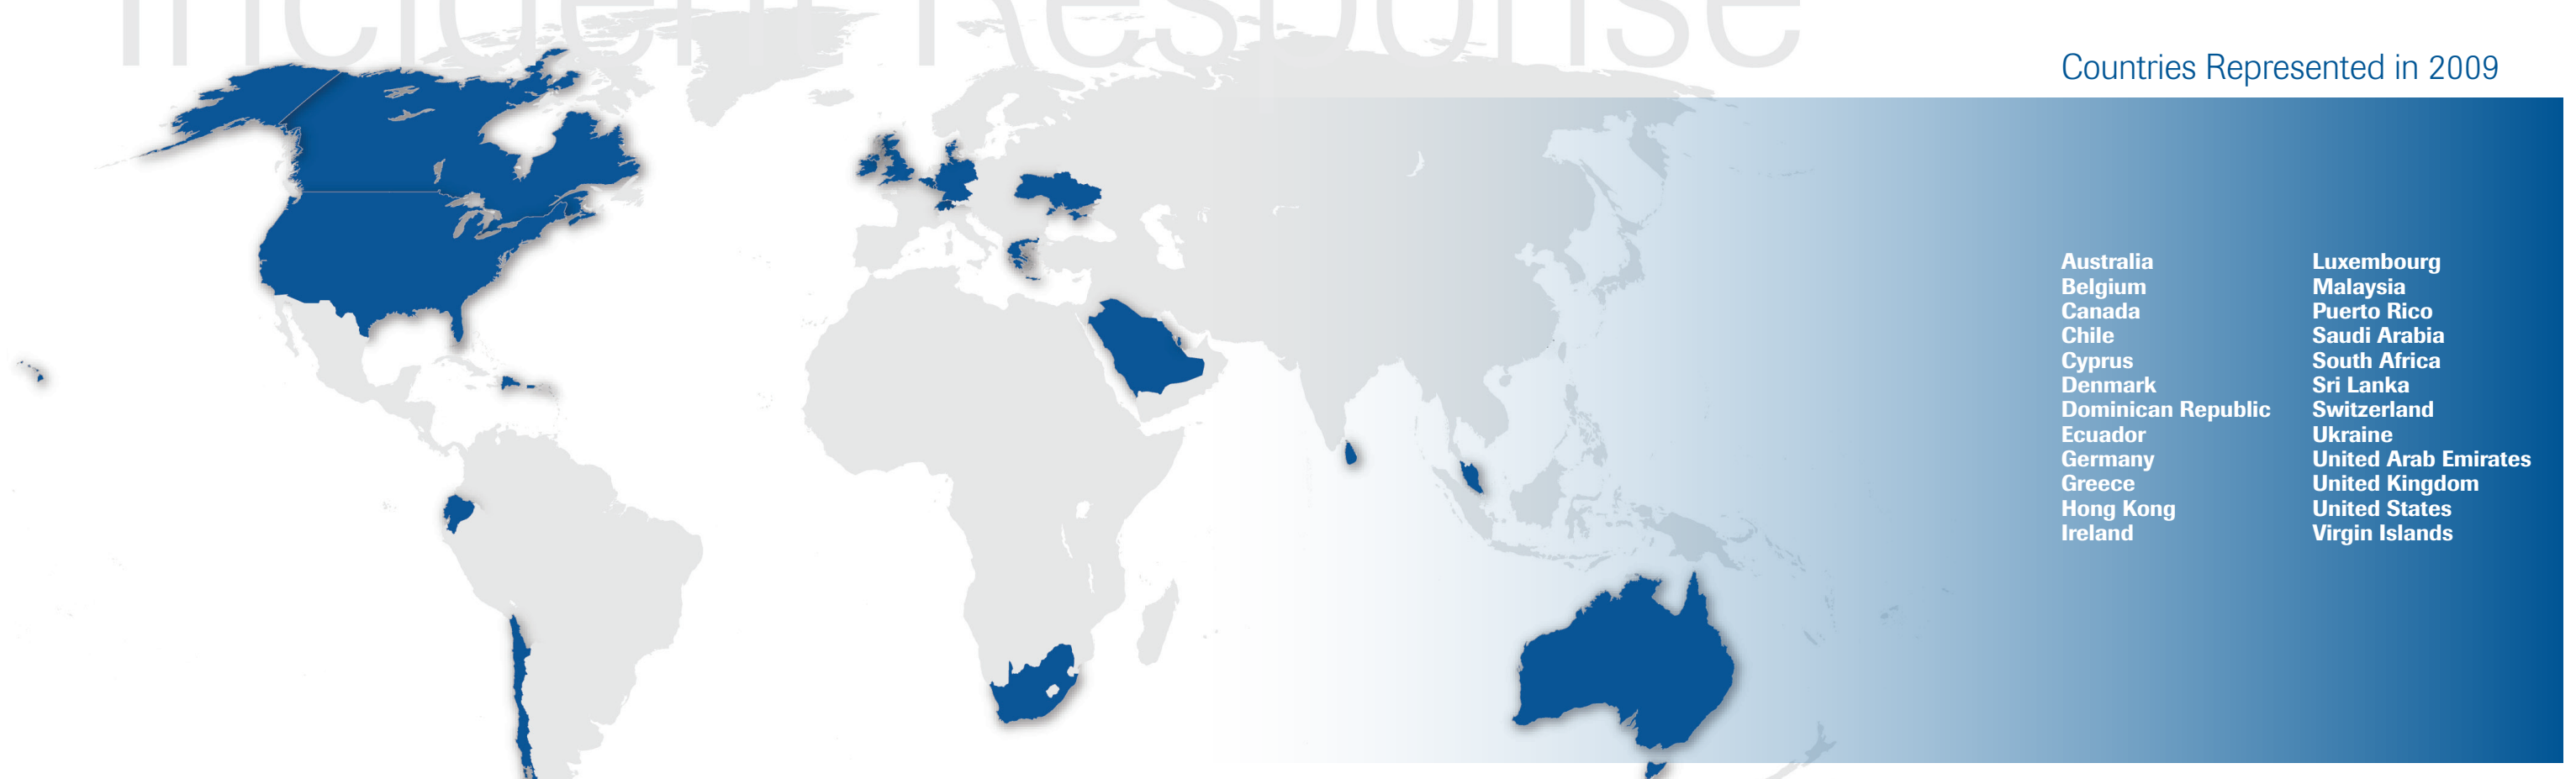 Incident Response
Countries Represented in 2009
Australia
Belgium
Canada
Chile
Cyprus
Denmark
Dominican Republic
Ecuador
Germany
Greece
Hong Kong
Ireland
Luxembourg
Malaysia
Puerto Rico
Saudi Arabia
South Africa
Sri Lanka
Switzerland
Ukraine
United Arab Emirates
United Kingdom
United States
Virgin Islands